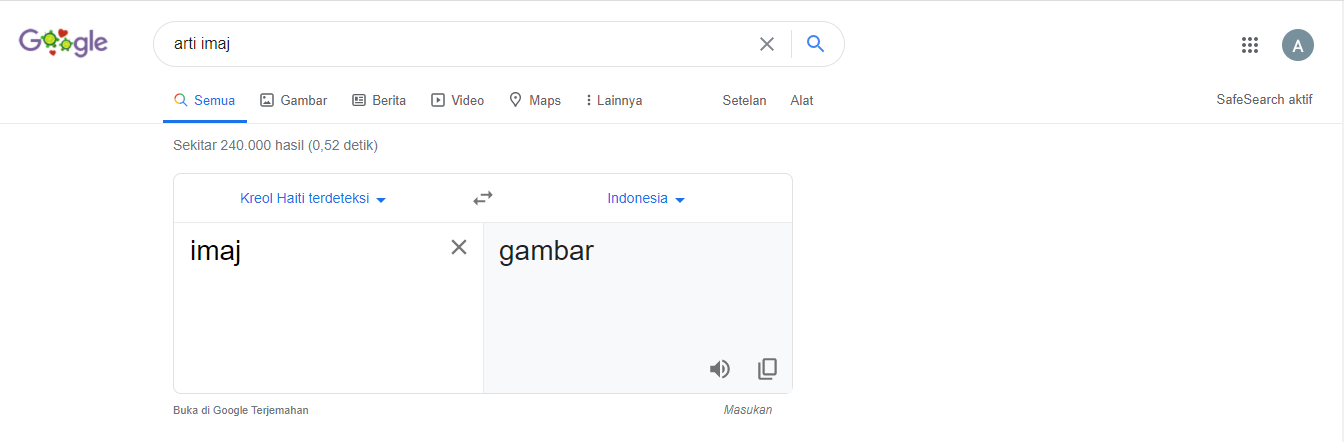 Google
arti imaj
A
Semua Gambar Berita Video Maps Lainnya Setelan Alat SafeSearch aktif
Sekitar 240.000 hasil (0,52 detik)
Kreol Haiti terdeteksi Indonesia
imaj gambar
Buka di Google Terjemahan Masukan